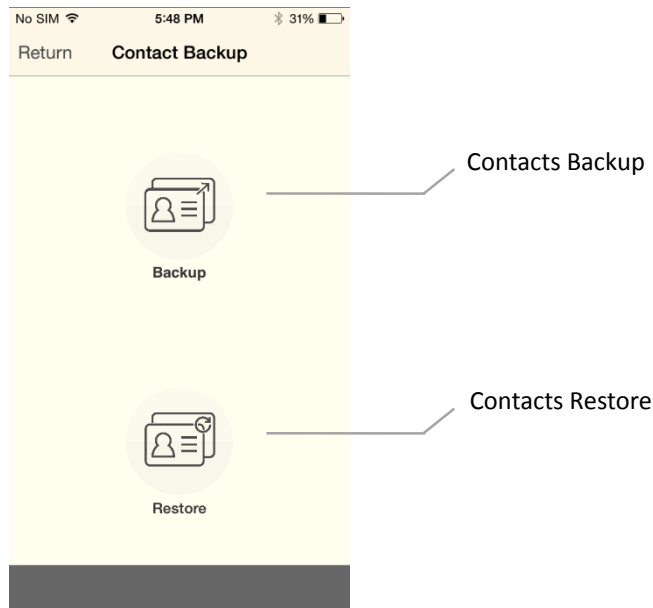 No SIM 5:48 PM 31%
Return Contact Backup
Contacts Backup
Backup
Contacts Restore
Restore